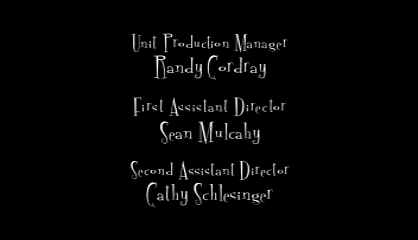 Unit Production Manager
Randy Cordray
First Assistant Director
Sean Mulcahy
Second Assistant Director
Cathy Schlesinger